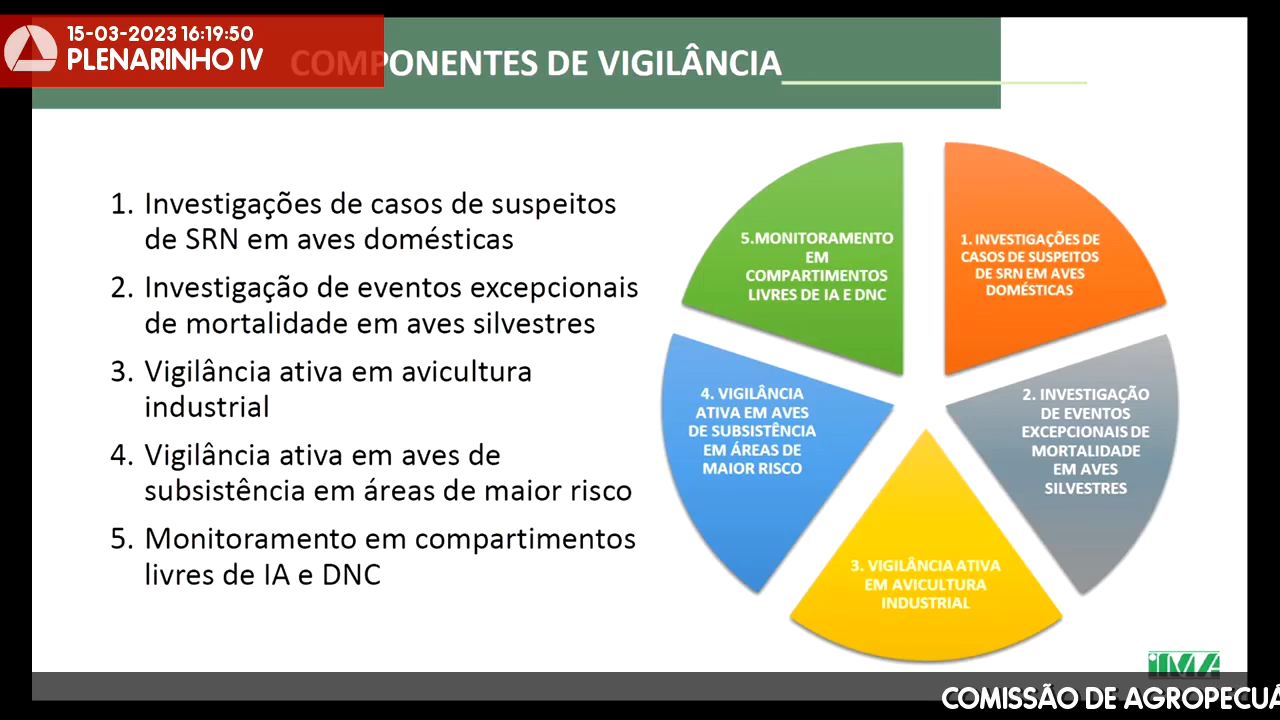 15-03-2023 16:19:50
PLENARINHO IV
COMPONENTES DE VIGILÂNCIA
1. Investigações de casos de suspeitos
de SRN em aves domésticas
2. Investigação de eventos excepcionais
de mortalidade em aves silvestres
3. Vigilância ativa em avicultura
industrial
4. Vigilância ativa em aves de
subsistência em áreas de maior risco
5. Monitoramento em compartimentos
livres de IA e DNC
5.MONITORAMENTO
EM
COMPARTIMENTOS
LIVRES DE IA E DNC
1. INVESTIGAÇÕES DE
CASOS DE SUSPEITOS
DE SRN EM AVES
DOMÉSTICAS
4. VIGILÂNCIA
ATIVA EM AVES
DE SUBSISTÊNCIA
EM ÁREAS DE
MAIOR RISCO
2. INVESTIGAÇÃO
DE EVENTOS
EXCEPCIONAIS DE
MORTALIDADE
EM AVES
SILVESTRES
3. VIGILÂNCIA ATIVA
EM AVICULTURA
INDUSTRIAL
IMA
COMISSÃO DE AGROPECUÁ